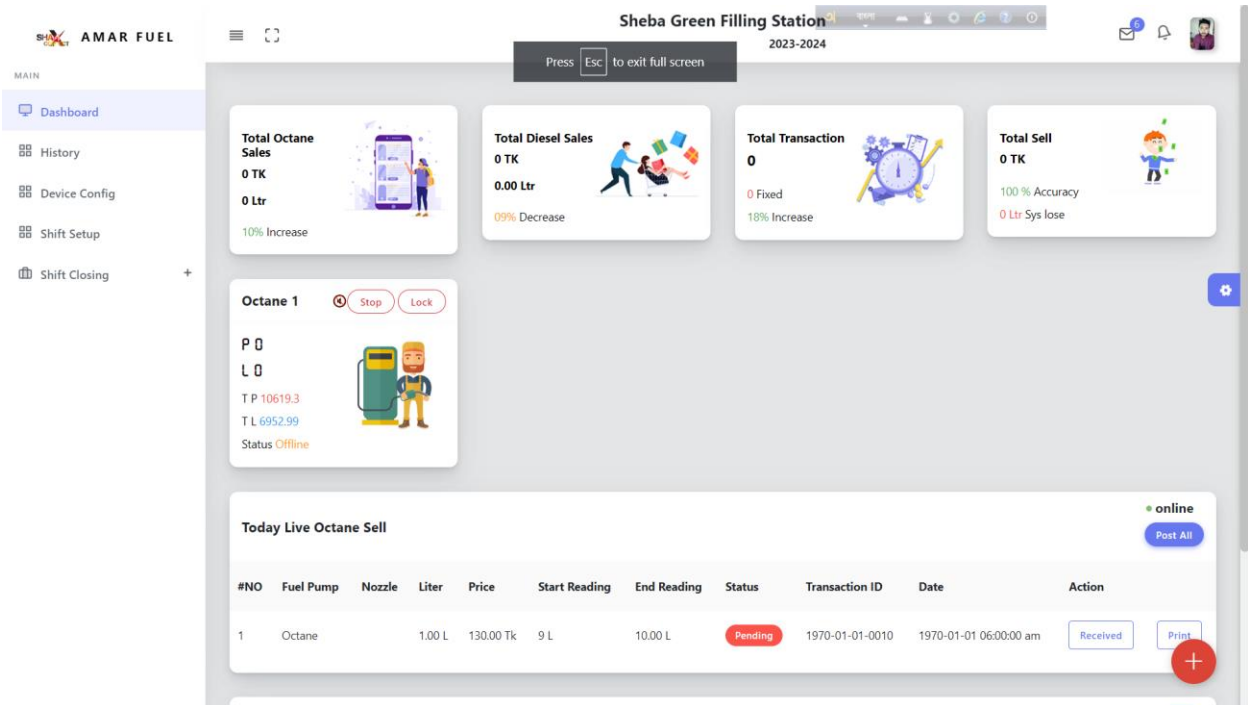 AMAR FUEL
Sheba Green Filling Station
2023-2024
6
Press Esc to exit full screen
MAIN
Dashboard
History
Device Config
Shift Setup
Shift Closing +
Total Octane
Sales
0 TK
0 Ltr
10% Increase
Total Diesel Sales
0 TK
0.00 Ltr
09% Decrease
Total Transaction
0
0 Fixed
18% Increase
Total Sell
0 TK
100 % Accuracy
0 Ltr Sys lose
Octane 1 Stop Lock
P 0
L 0
T P 10619.3
T L 6952.99
Status Offline
Today Live Octane Sell
online
Post All
#NO Fuel Pump Nozzle Liter Price Start Reading End Reading Status Transaction ID Date Action
1 Octane 1.00 L 130.00 Tk 9 L 10.00 L Pending 1970-01-01-0010 1970-01-01 06:00:00 am Received Print